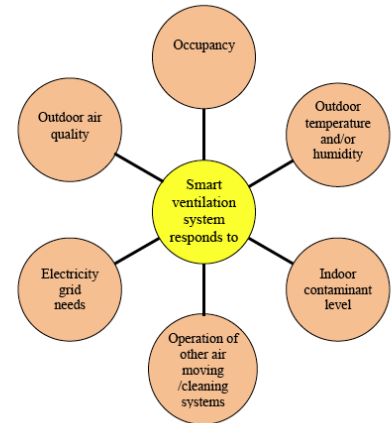 Occupancy
Outdoor air
quality
Outdoor
temperature
and/or
humidity
Smart
ventilation
system
responds to
Electricity
grid
needs
Indoor
contaminant
level
Operation of
other air
moving
/cleaning
systems